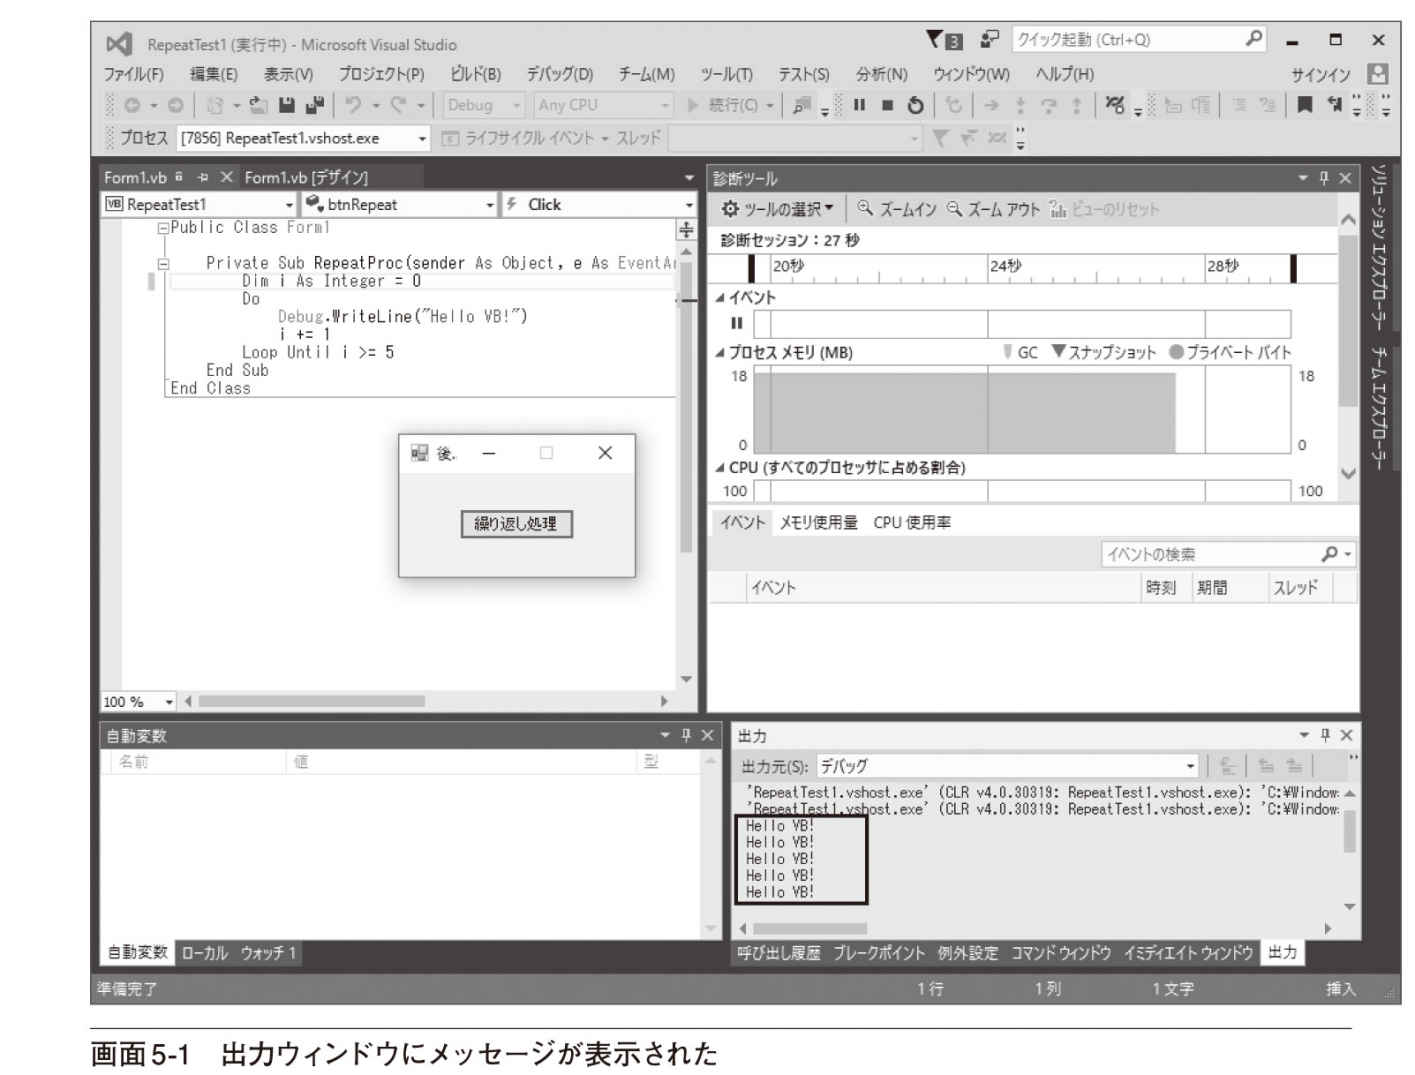 RepeatTest1 (実行中) - Microsoft Visual Studio
3
クイック起動 (Ctrl+Q)
ファイル(F) 編集(E) 表示(V) プロジェクト(P) ビルド(B) デバッグ(D) チーム(M) ツール(T) テスト(S) 分析(N) ウィンドウ(W) ヘルプ(H) サインイン
Debug Any CPU 続行(C)
プロセス [7856] RepeatTest1.vshost.exe ライフサイクル イベント スレッド
Form1.vb Form1.vb [デザイン]
VB RepeatTest1 btnRepeat Click
Public Class Form1
Private Sub RepeatProc(sender As Object, e As EventAr
Dim i As Integer = 0
Do
Debug.WriteLine("Hello VB!")
i += 1
Loop Until i >= 5
End Sub
End Class
後.
繰り返し処理
100 %
診断ツール
ツールの選択 ズームイン ズーム アウト ビューのリセット
診断セッション：27 秒
20秒 24秒 28秒
イベント
プロセス メモリ (MB) GC スナップショット プライベート バイト
18 18
0 0
CPU (すべてのプロセッサに占める割合)
100 100
イベント メモリ使用量 CPU 使用率
イベントの検索
イベント 時刻 期間 スレッド
ソリューション エクスプローラー
チーム エクスプローラー
自動変数
名前 値 型
自動変数 ローカル ウォッチ 1
出力
出力元(S): デバッグ
'RepeatTest1.vshost.exe' (CLR v4.0.30319: RepeatTest1.vshost.exe): 'C:¥Window
'RepeatTest1.vshost.exe' (CLR v4.0.30319: RepeatTest1.vshost.exe): 'C:¥Window
Hello VB!
Hello VB!
Hello VB!
Hello VB!
Hello VB!
呼び出し履歴 ブレークポイント 例外設定 コマンド ウィンドウ イミディエイト ウィンドウ 出力
準備完了 1 行 1 列 1 文字 挿入
画面5-1 出力ウィンドウにメッセージが表示された